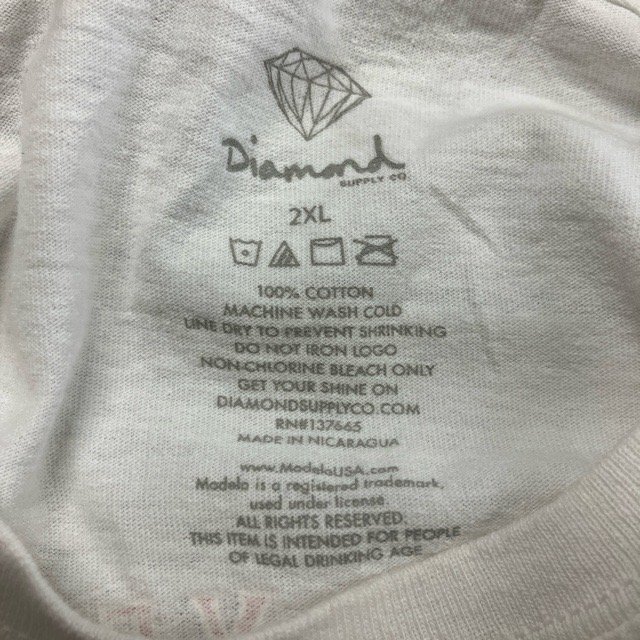 Diamond
SUPPLY CO
2XL
100% COTTON
MACHINE WASH COLD
LINE DRY TO PREVENT SHRINKING
DO NOT IRON LOGO
NON-CHLORINE BLEACH ONLY
GET YOUR SHINE ON
DIAMONDSUPPLYCO.COM
RN#137665
MADE IN NICARAGUA
www.ModeloUSA.com
Modelo is a registered trademark,
used under license.
ALL RIGHTS RESERVED.
THIS ITEM IS INTENDED FOR PEOPLE
OF LEGAL DRINKING AGE.